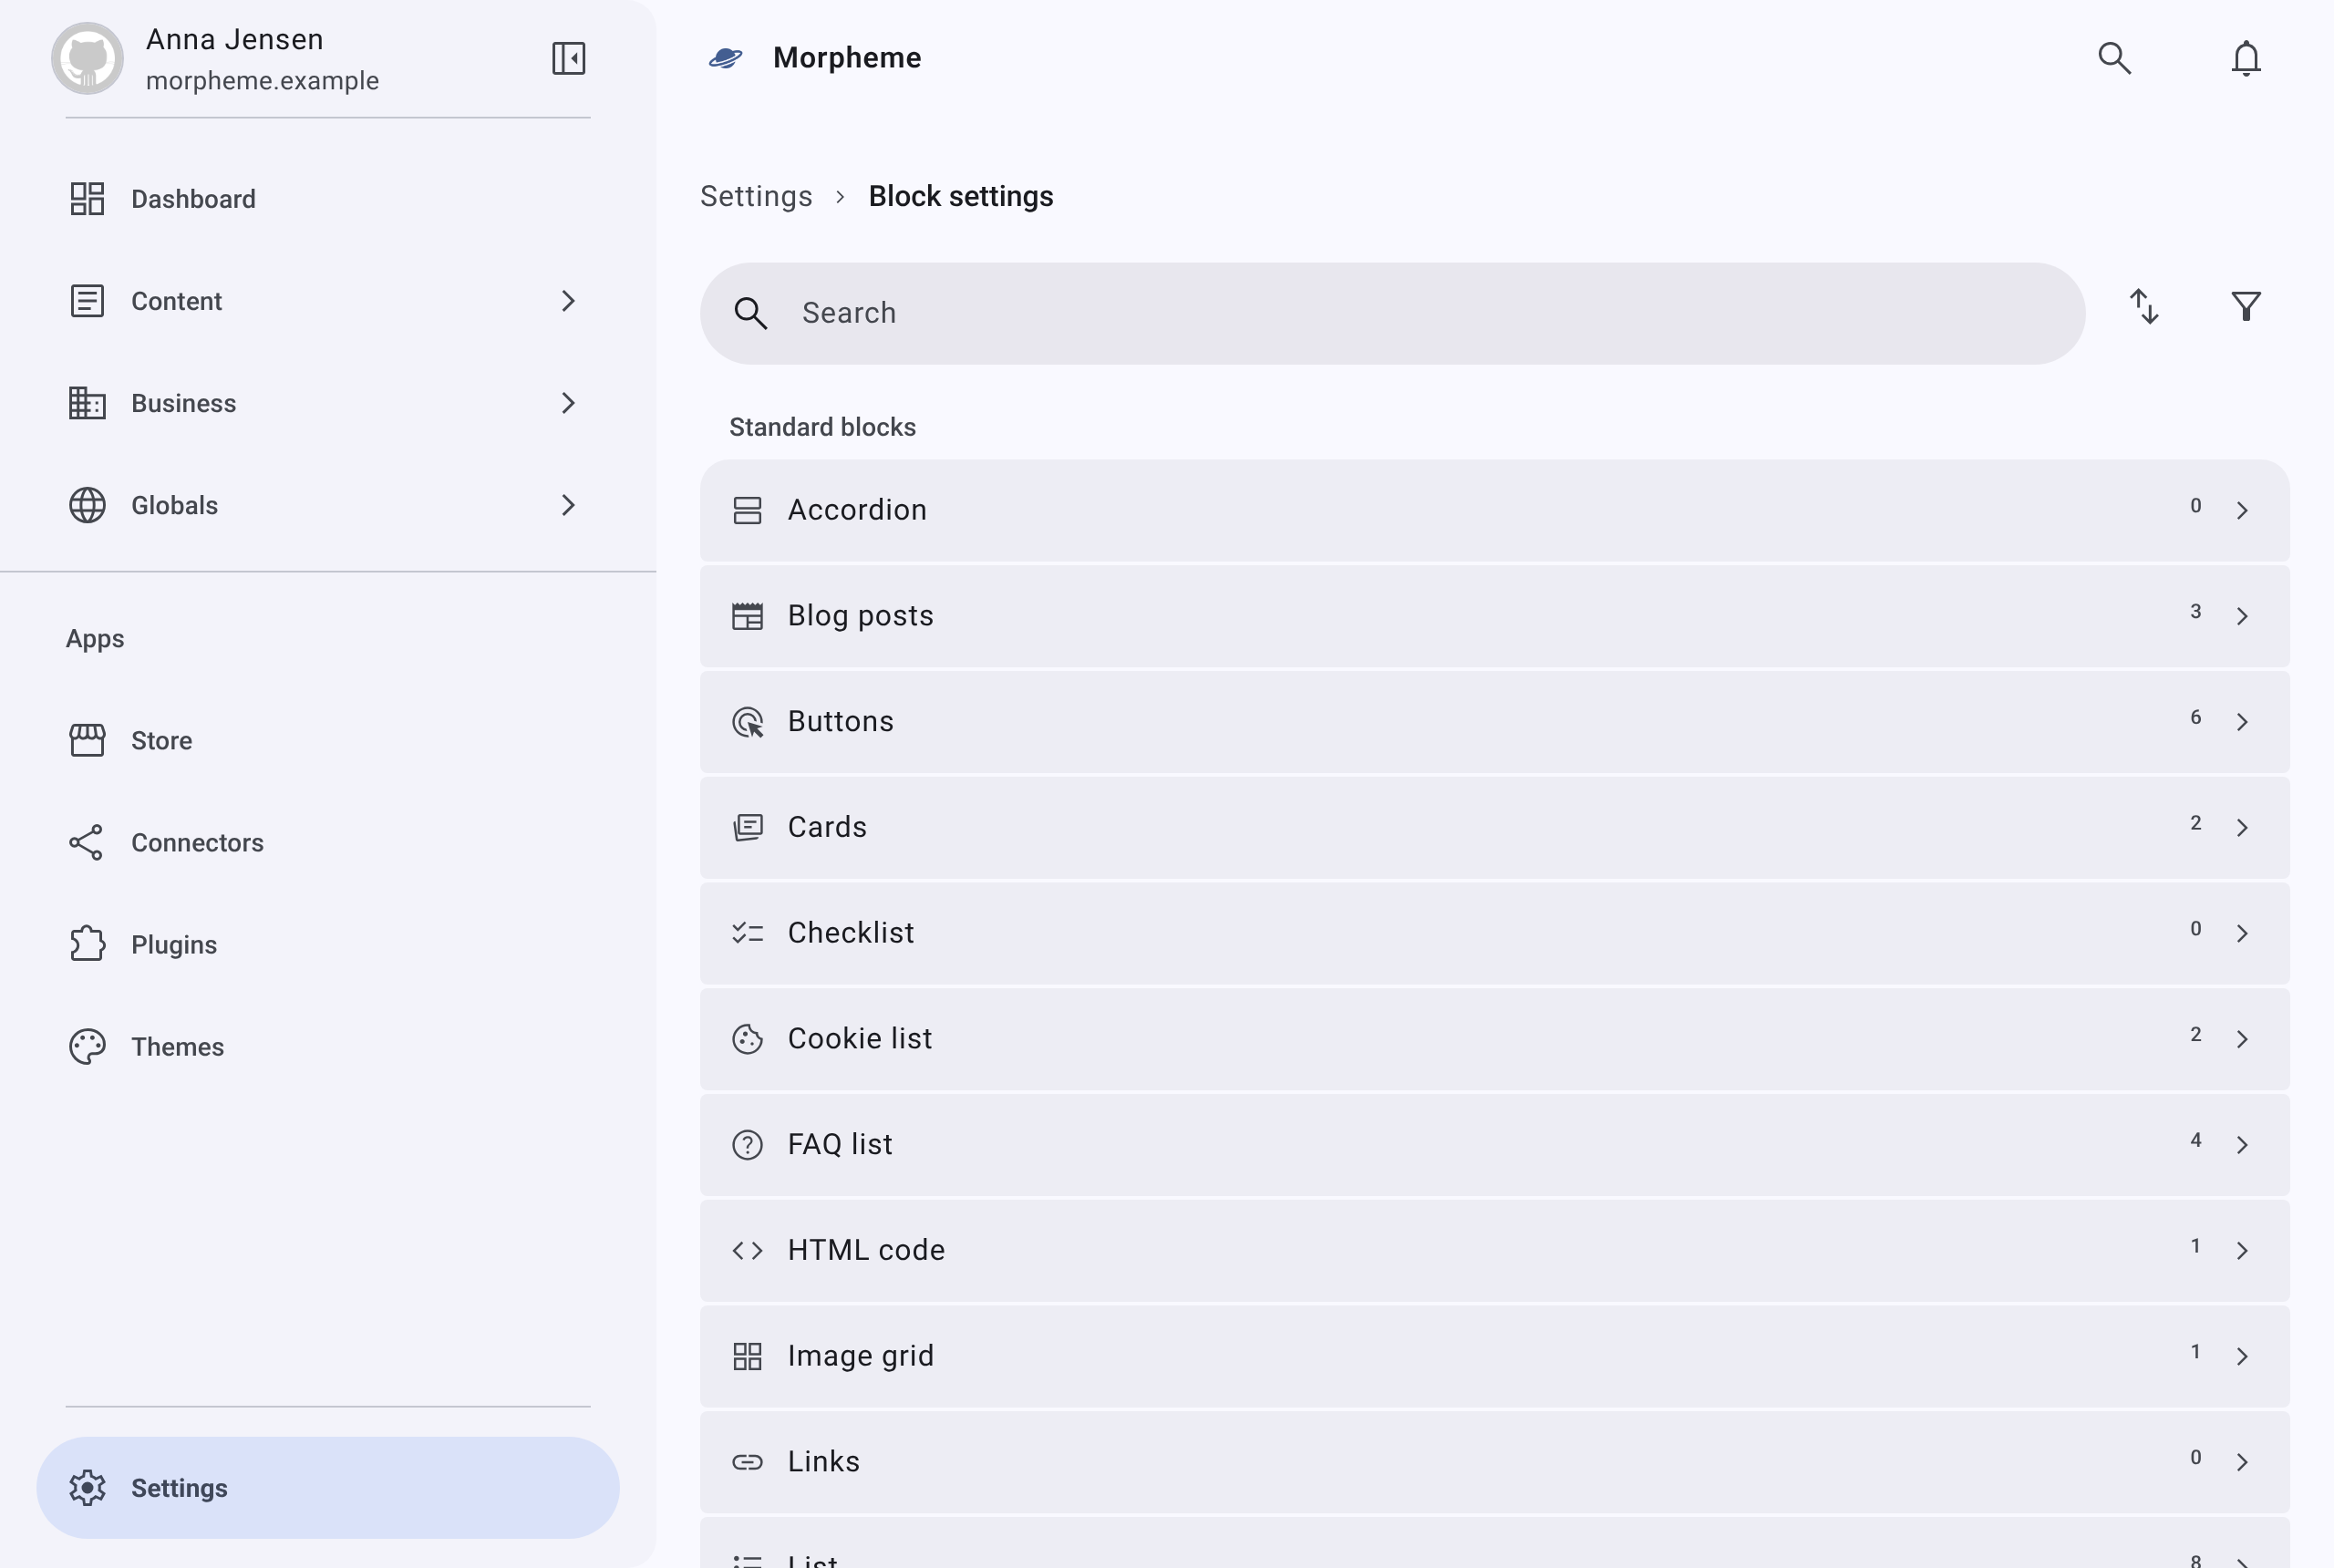 Anna Jensen
morpheme.example
Dashboard
Content
Business
Globals
Apps
Store
Connectors
Plugins
Themes
Settings
Morpheme
Settings › Block settings
Search
Standard blocks
Accordion 0
Blog posts 3
Buttons 6
Cards 2
Checklist 0
Cookie list 2
FAQ list 4
HTML code 1
Image grid 1
Links 0
List 8